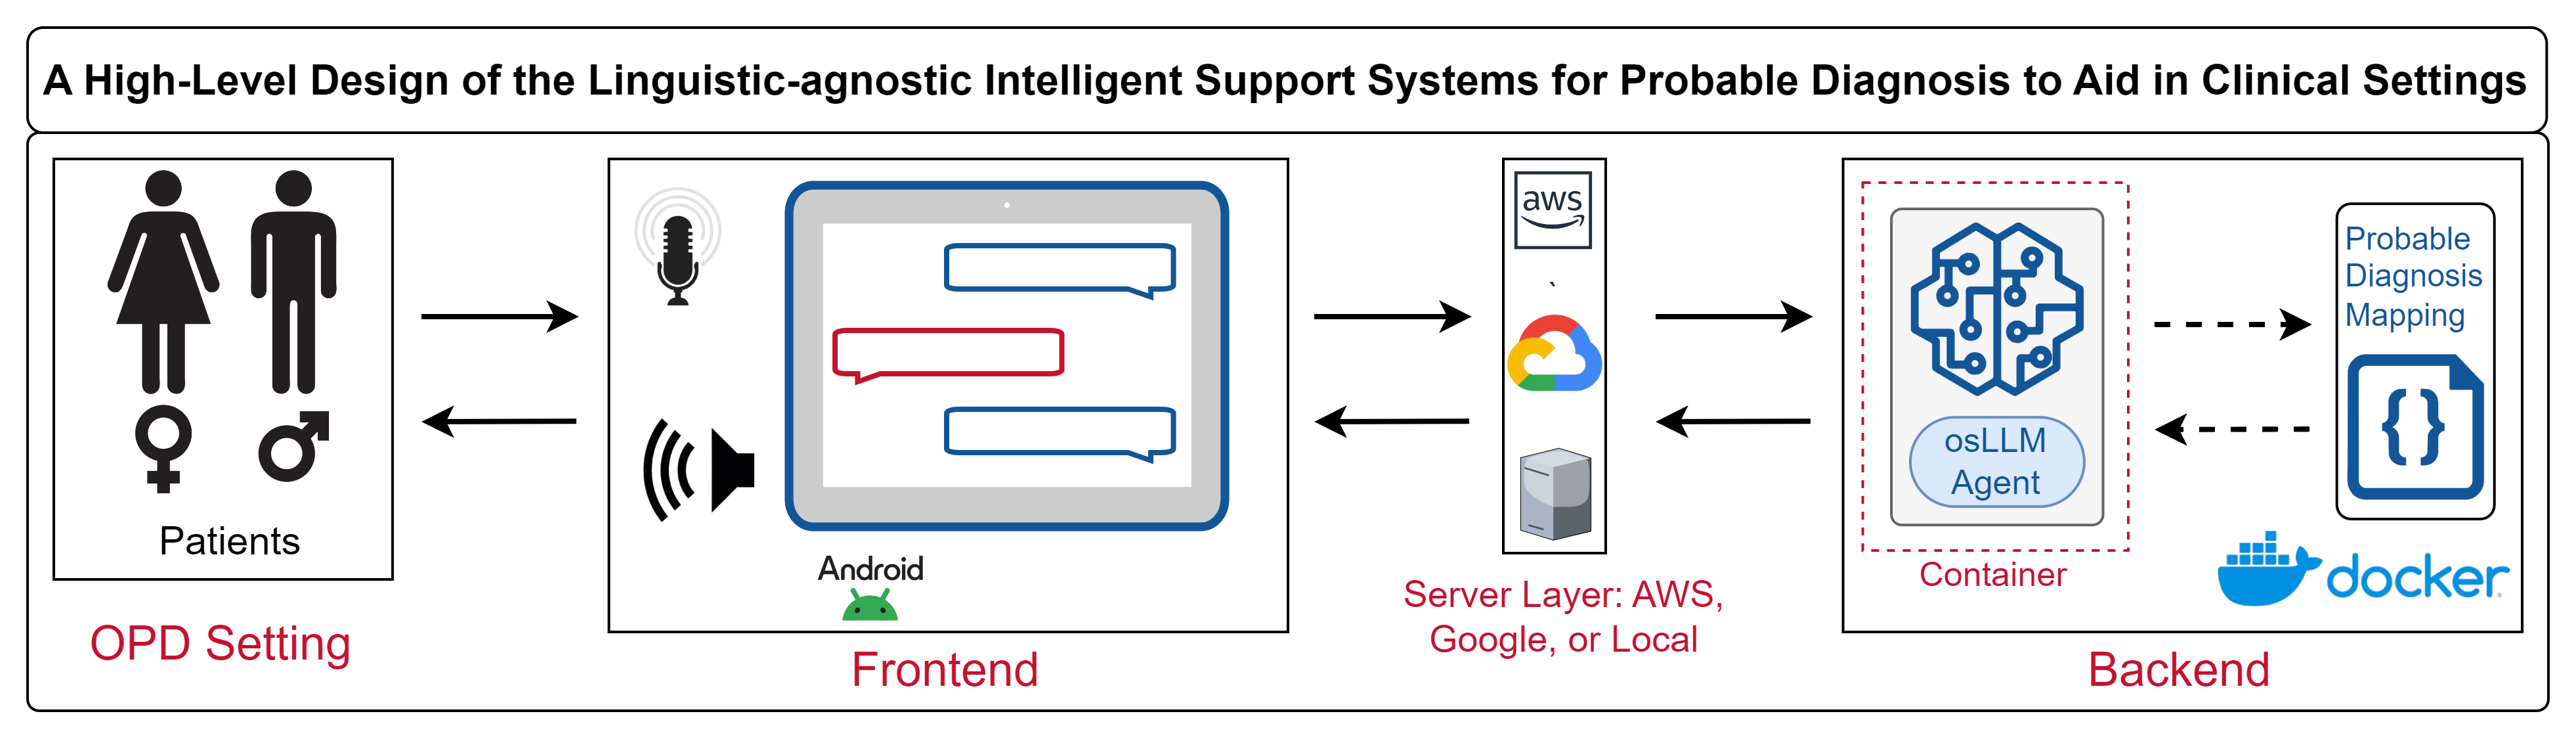 A High-Level Design of the Linguistic-agnostic Intelligent Support Systems for Probable Diagnosis to Aid in Clinical Settings
Patients
OPD Setting
Android
Frontend
aws
`
Server Layer: AWS,
Google, or Local
osLLM
Agent
Container
Probable
Diagnosis
Mapping
{ }
docker
Backend